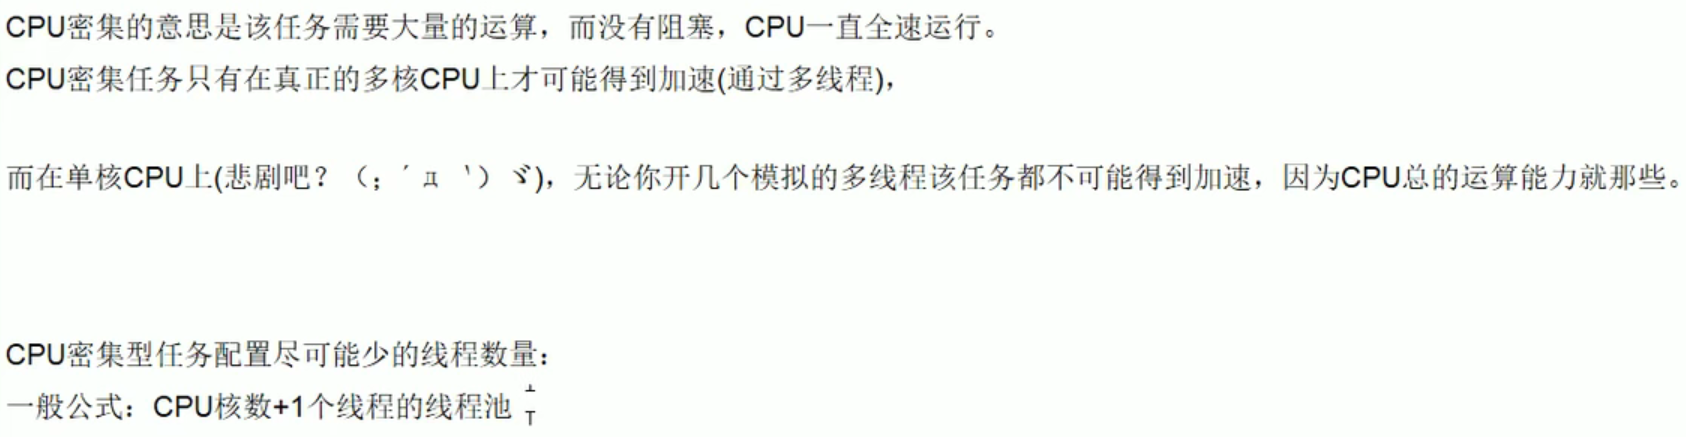 CPU密集的意思是该任务需要大量的运算，而没有阻塞，CPU一直全速运行。
CPU密集任务只有在真正的多核CPU上才可能得到加速(通过多线程)，
而在单核CPU上(悲剧吧？（；´д｀）ゞ)，无论你开几个模拟的多线程该任务都不可能得到加速，因为CPU总的运算能力就那些。
CPU密集型任务配置尽可能少的线程数量：
一般公式：CPU核数+1个线程的线程池